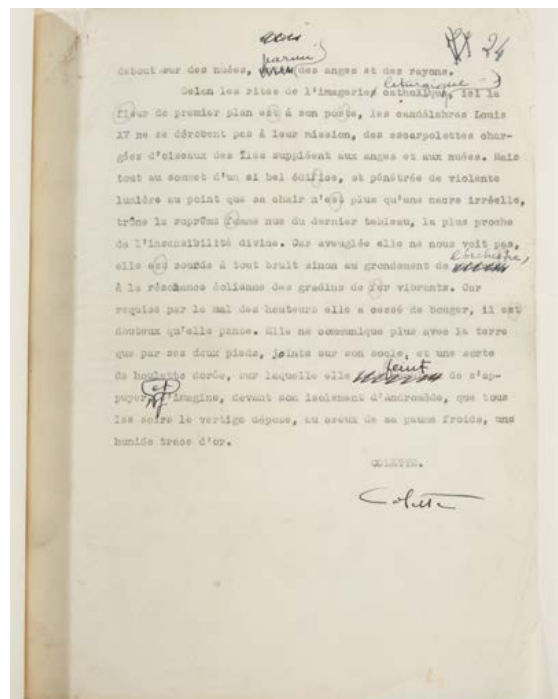 24
parmi
debout sur des nuées, des anges et des rayons.
liturgique
Selon les rites de l'imagerie catholique, ici la
fleur de premier plan est à son poste, les candélabres Louis
XV ne se dérobent pas à leur mission, des escarpolettes char-
gées d'oiseaux des îles suppléent aux anges et aux nuées. Mais
tout au sommet d'un si bel édifice, et pénétrée de violente
lumière au point que sa chair n'est plus qu'une nacre irréelle,
trône la suprême femme nue du dernier tableau, la plus proche
de l'insensibilité divine. Car aveuglée elle ne nous voit pas,
l'orchestre,
elle est sourde à tout bruit sinon au grondement de
à la résonance éolienne des gradins de fer vibrants. Car
requise par le mal des hauteurs elle a cessé de bouger, il est
douteux qu'elle pense. Elle ne communique plus avec la terre
que par ses deux pieds, joints sur son socle, et une sorte
feint
de houlette dorée, sur laquelle elle de s'ap-
et
puyer j'imagine, devant son isolement d'Andromède, que tous
les soirs le vertige dépose, au creux de sa paume froide, une
humide trace d'or.
COLETTE.
Colette